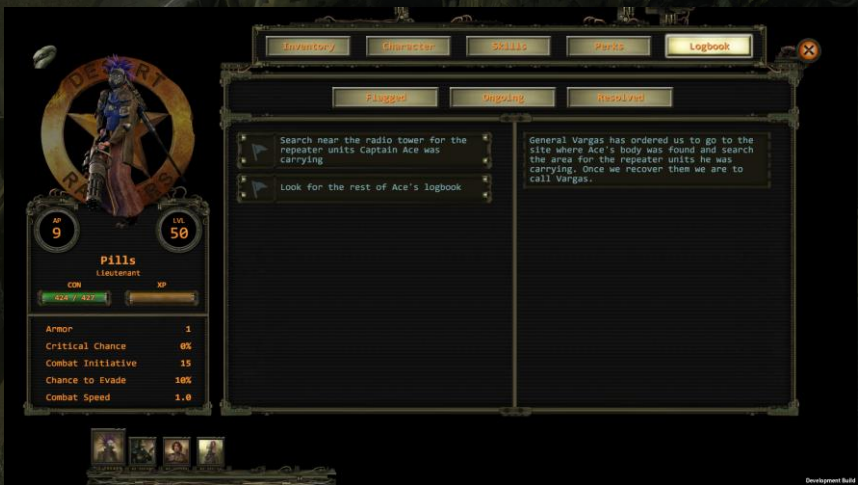 Inventory
Character
Skills
Perks
Logbook
Flagged
Ongoing
Resolved
DESERT
RA
RS
AP
9
LVL
50
Pills
Lieutenant
CON
XP
424 / 427
Armor 1
Critical Chance 0%
Combat Initiative 15
Chance to Evade 10%
Combat Speed 1.0
Search near the radio tower for the
repeater units Captain Ace was
carrying
Look for the rest of Ace's logbook
General Vargas has ordered us to go to the
site where Ace's body was found and search
the area for the repeater units he was
carrying. Once we recover them we are to
call Vargas.
Development Build